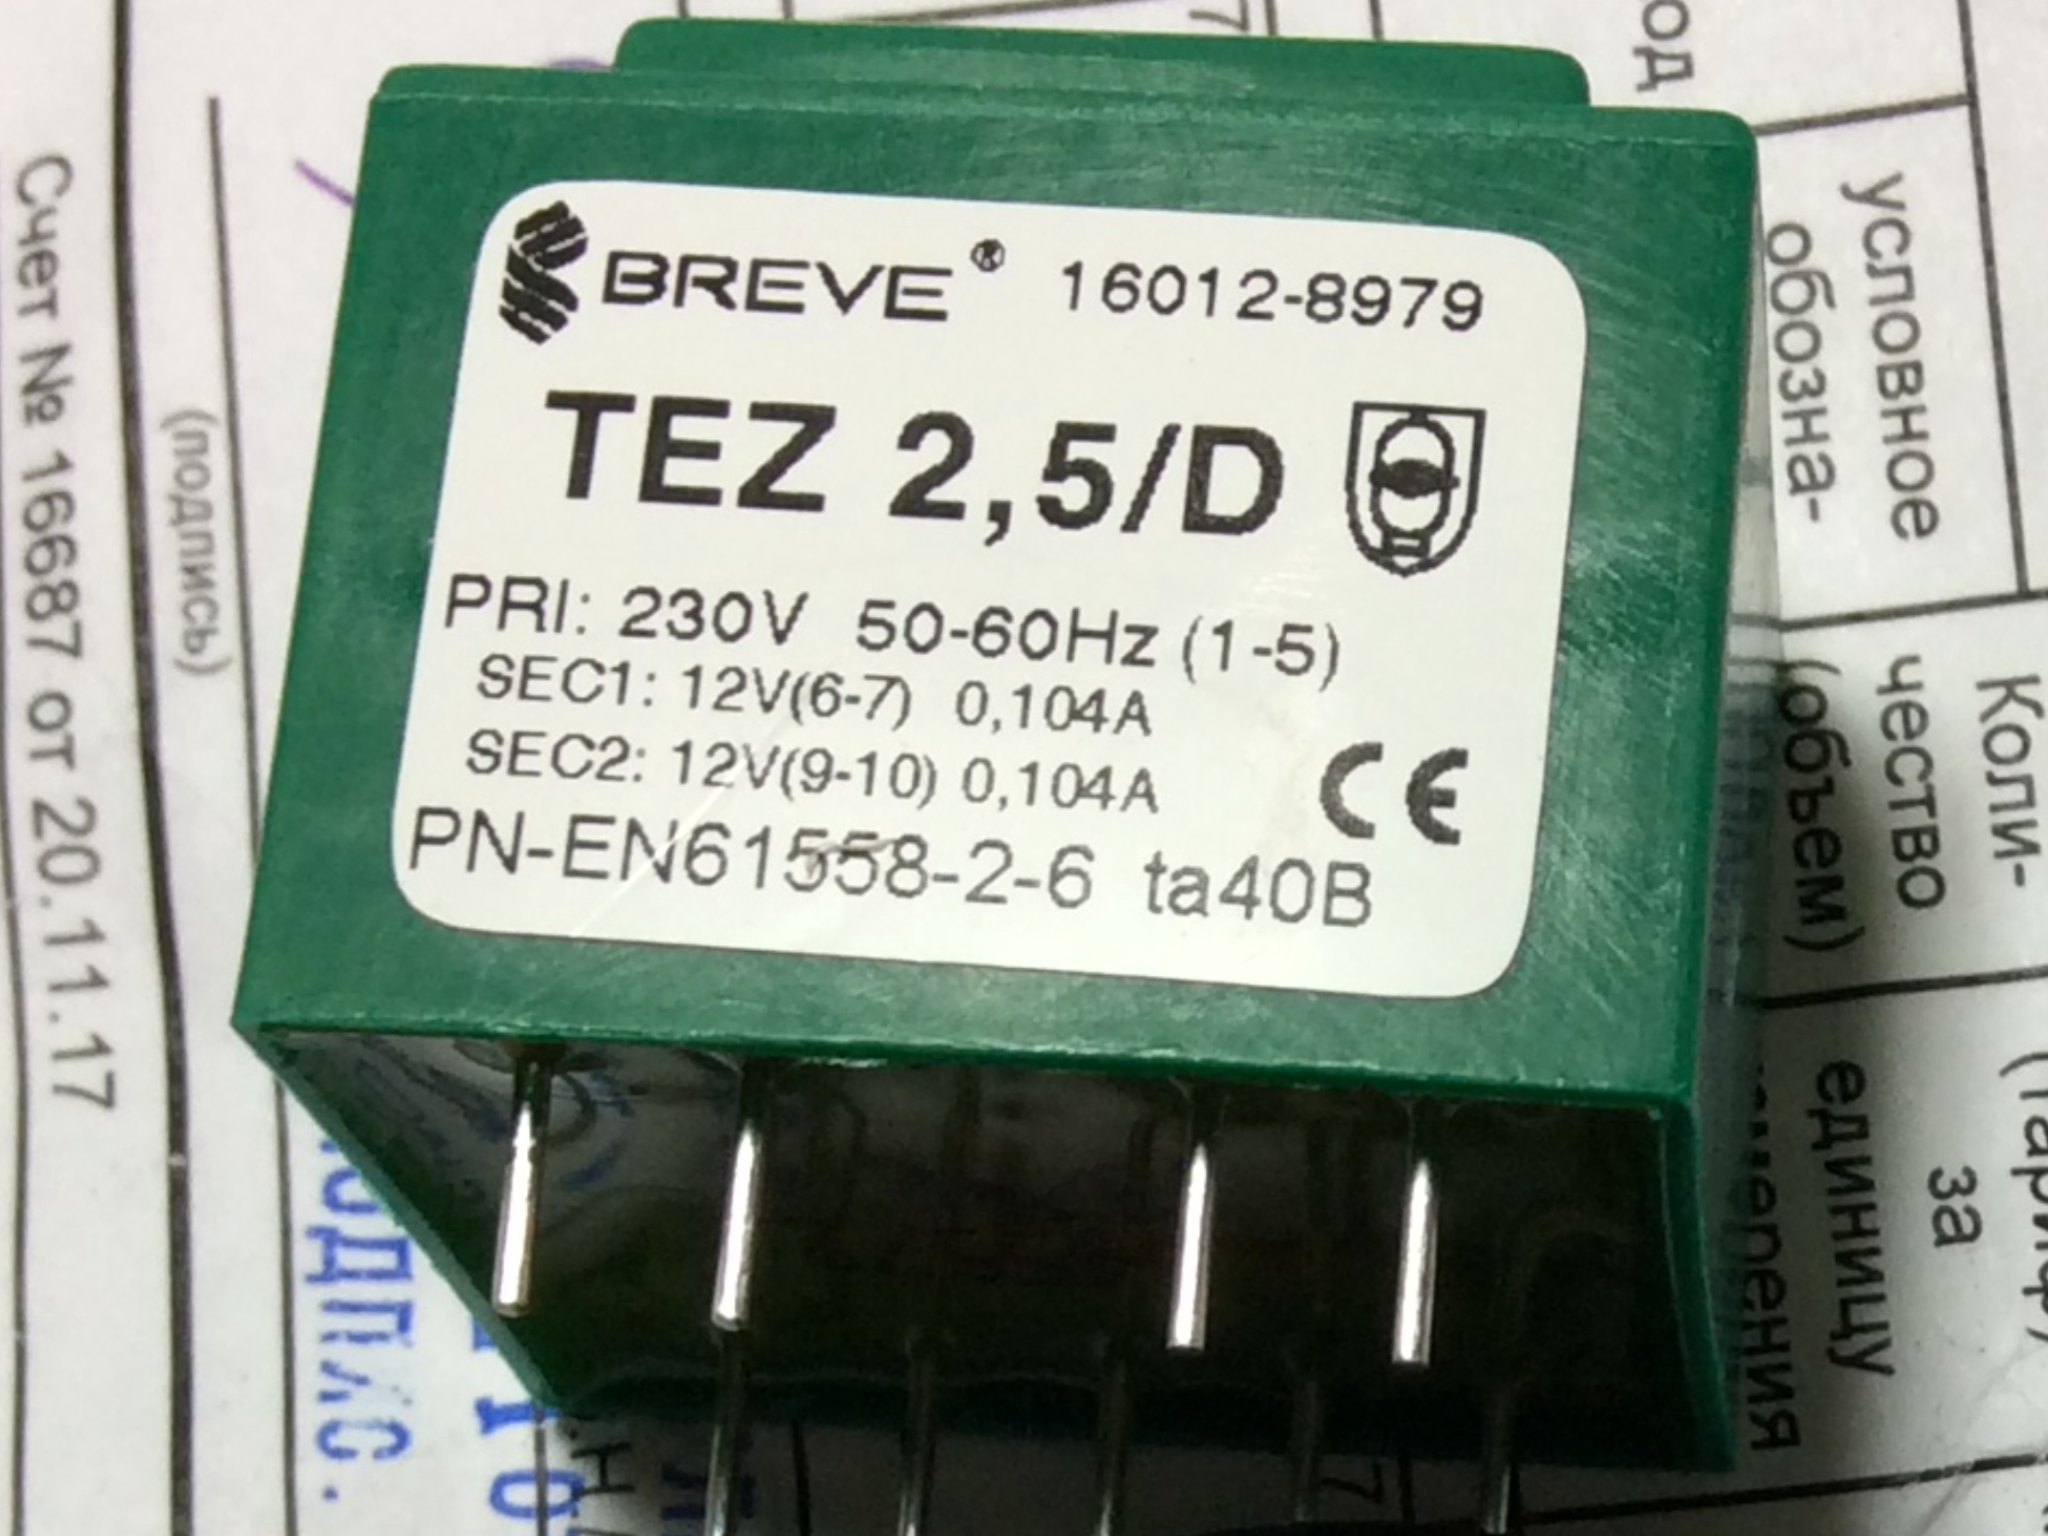 BREVE® 16012-8979
TEZ 2,5/D
PRI: 230V 50-60Hz (1-5)
SEC1: 12V(6-7) 0,104A
SEC2: 12V(9-10) 0,104A
CE
PN-EN61558-2-6 ta40B
Счет № 16687 от 20.11.17
(подпись)
условное
обозна-
Коли-
чество
(объем)
за
единицу